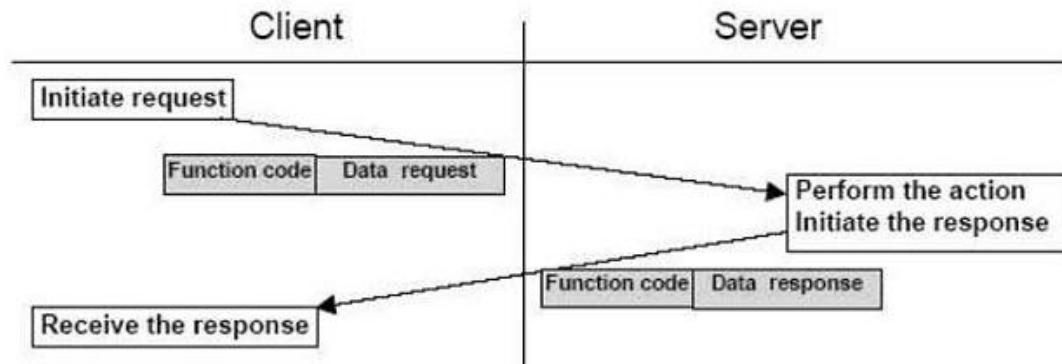 Client
Server
Initiate request
Function code
Data request
Perform the action
Initiate the response
Function code
Data response
Receive the response